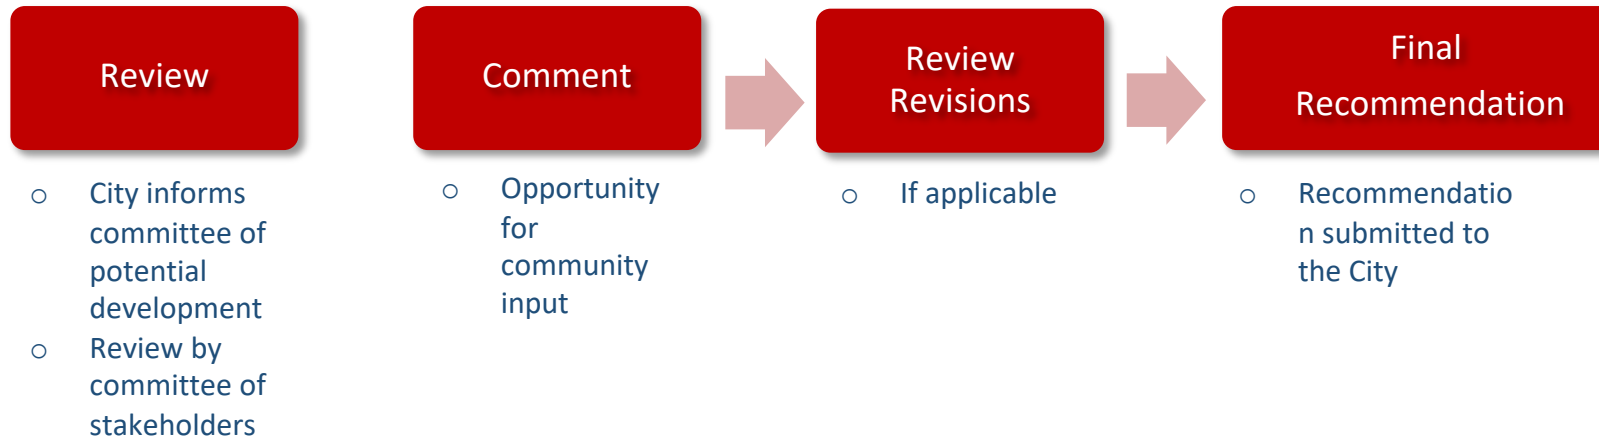 Review
○ City informs
committee of
potential
development
○ Review by
committee of
stakeholders
Comment
○ Opportunity
for
community
input
Review
Revisions
○ If applicable
Final
Recommendation
○ Recommendatio
n submitted to
the City